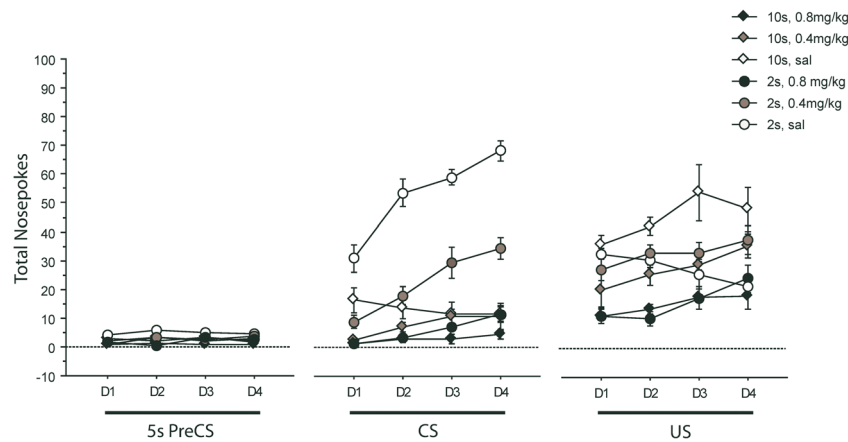 10s, 0.8mg/kg
10s, 0.4mg/kg
10s, sal
2s, 0.8 mg/kg
2s, 0.4mg/kg
2s, sal
Total Nosepokes
100
90
80
70
60
50
40
30
20
10
0
-10
D1 D2 D3 D4 D1 D2 D3 D4 D1 D2 D3 D4
5s PreCS CS US